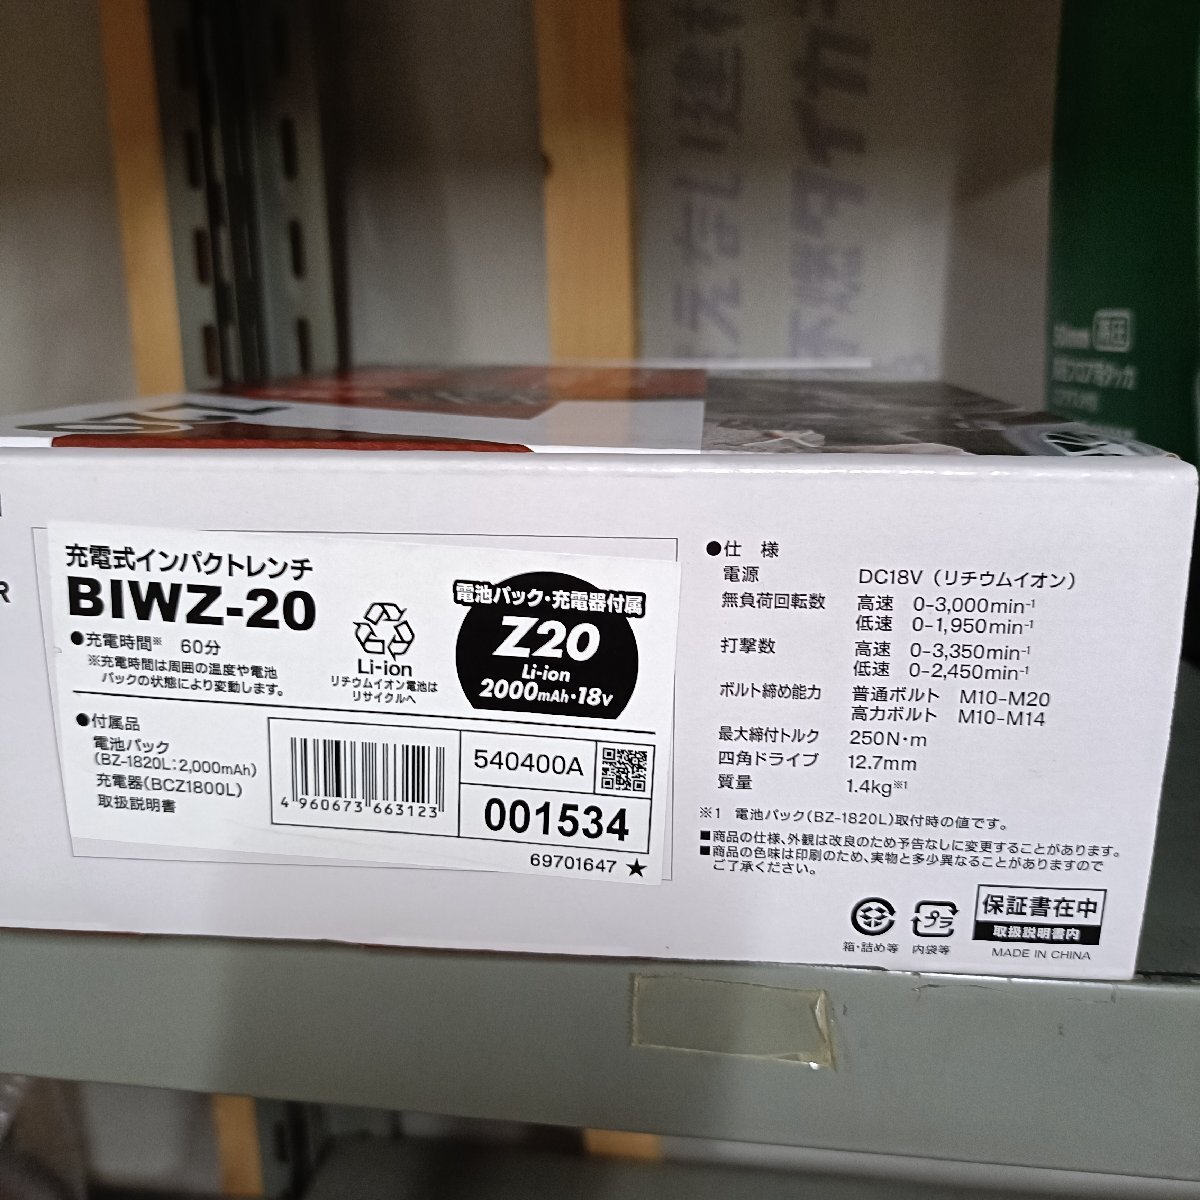 充電式インパクトレンチ
BIWZ-20
●充電時間※ 60分
※充電時間は周囲の温度や電池
パックの状態により変動します。
Li-ion
リチウムイオン電池は
リサイクルへ
電池パック・充電器付属
Z20
Li-ion
2000mAh・18V
●付属品
電池パック
(BZ-1820L:2,000mAh)
充電器(BCZ1800L)
取扱説明書
4 960673 663123
540400A
001534
69701647 ★
●仕 様
電源 DC18V(リチウムイオン)
無負荷回転数 高速 0-3,000min-1
低速 0-1,950min-1
打撃数 高速 0-3,350min-1
低速 0-2,450min-1
ボルト締め能力 普通ボルト M10-M20
高力ボルト M10-M14
最大締付トルク 250N・m
四角ドライブ 12.7mm
質量 1.4kg※1
※1 電池パック(BZ-1820L)取付時の値です。
■商品の仕様、外観は改良のため予告なしに変更することがあります。
■商品の色味は印刷のため、実物と多少異なることがありますので
ご了承ください。
箱・詰め等
プラ
内袋等
保証書在中
取扱説明書内
MADE IN CHINA
えなし
不燃タイカ